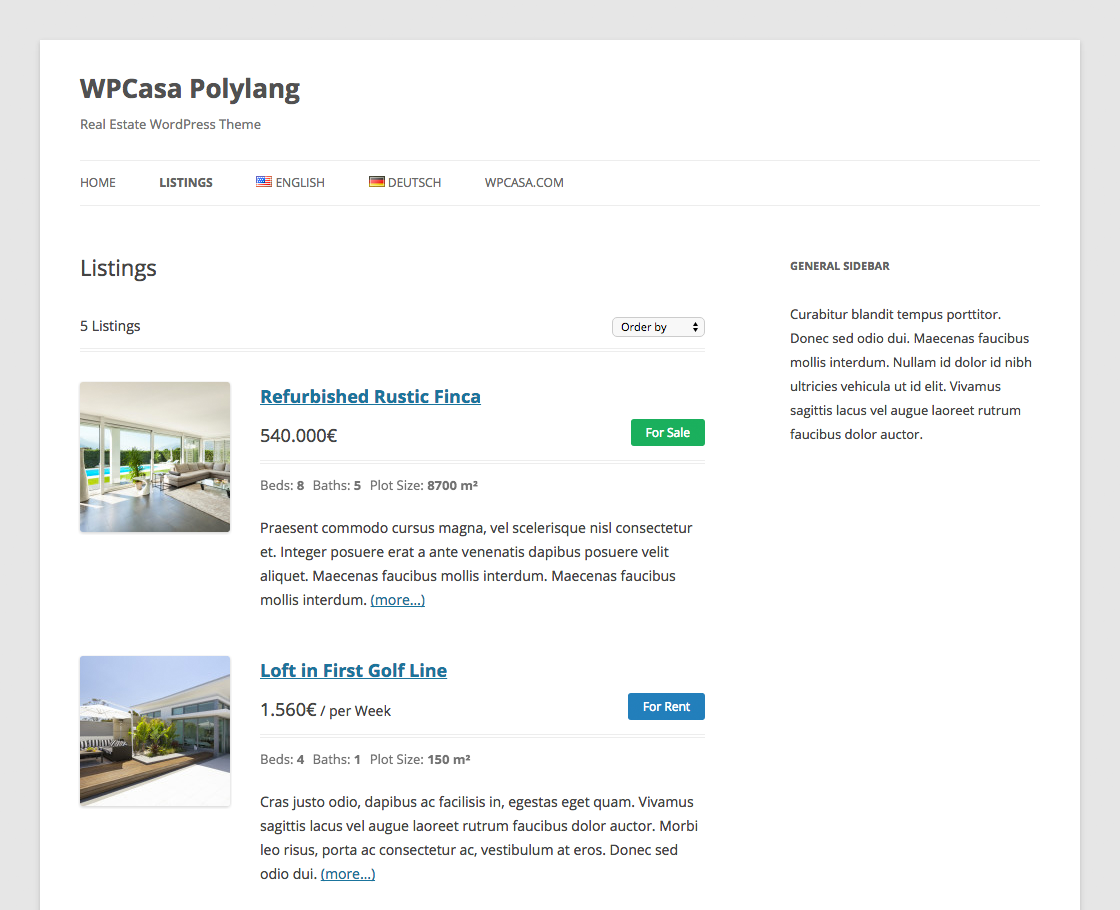 WPCasa Polylang
Real Estate WordPress Theme
HOME LISTINGS ENGLISH DEUTSCH WPCASA.COM
Listings
5 Listings Order by
Refurbished Rustic Finca
540.000€ For Sale
Beds: 8 Baths: 5 Plot Size: 8700 m²
Praesent commodo cursus magna, vel scelerisque nisl consectetur
et. Integer posuere erat a ante venenatis dapibus posuere velit
aliquet. Maecenas faucibus mollis interdum. Maecenas faucibus
mollis interdum. (more…)
Loft in First Golf Line
1.560€ / per Week For Rent
Beds: 4 Baths: 1 Plot Size: 150 m²
Cras justo odio, dapibus ac facilisis in, egestas eget quam. Vivamus
sagittis lacus vel augue laoreet rutrum faucibus dolor auctor. Morbi
leo risus, porta ac consectetur ac, vestibulum at eros. Donec sed
odio dui. (more…)
GENERAL SIDEBAR
Curabitur blandit tempus porttitor.
Donec sed odio dui. Maecenas faucibus
mollis interdum. Nullam id dolor id nibh
ultricies vehicula ut id elit. Vivamus
sagittis lacus vel augue laoreet rutrum
faucibus dolor auctor.